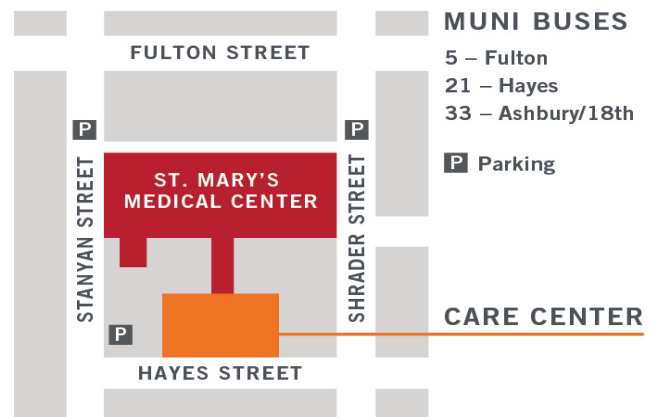 MUNI BUSES
FULTON STREET
5 – Fulton
21 – Hayes
33 – Ashbury/18th
P
P
P Parking
ST. MARY'S
MEDICAL CENTER
STANYAN STREET
SHRADER STREET
CARE CENTER
P
HAYES STREET